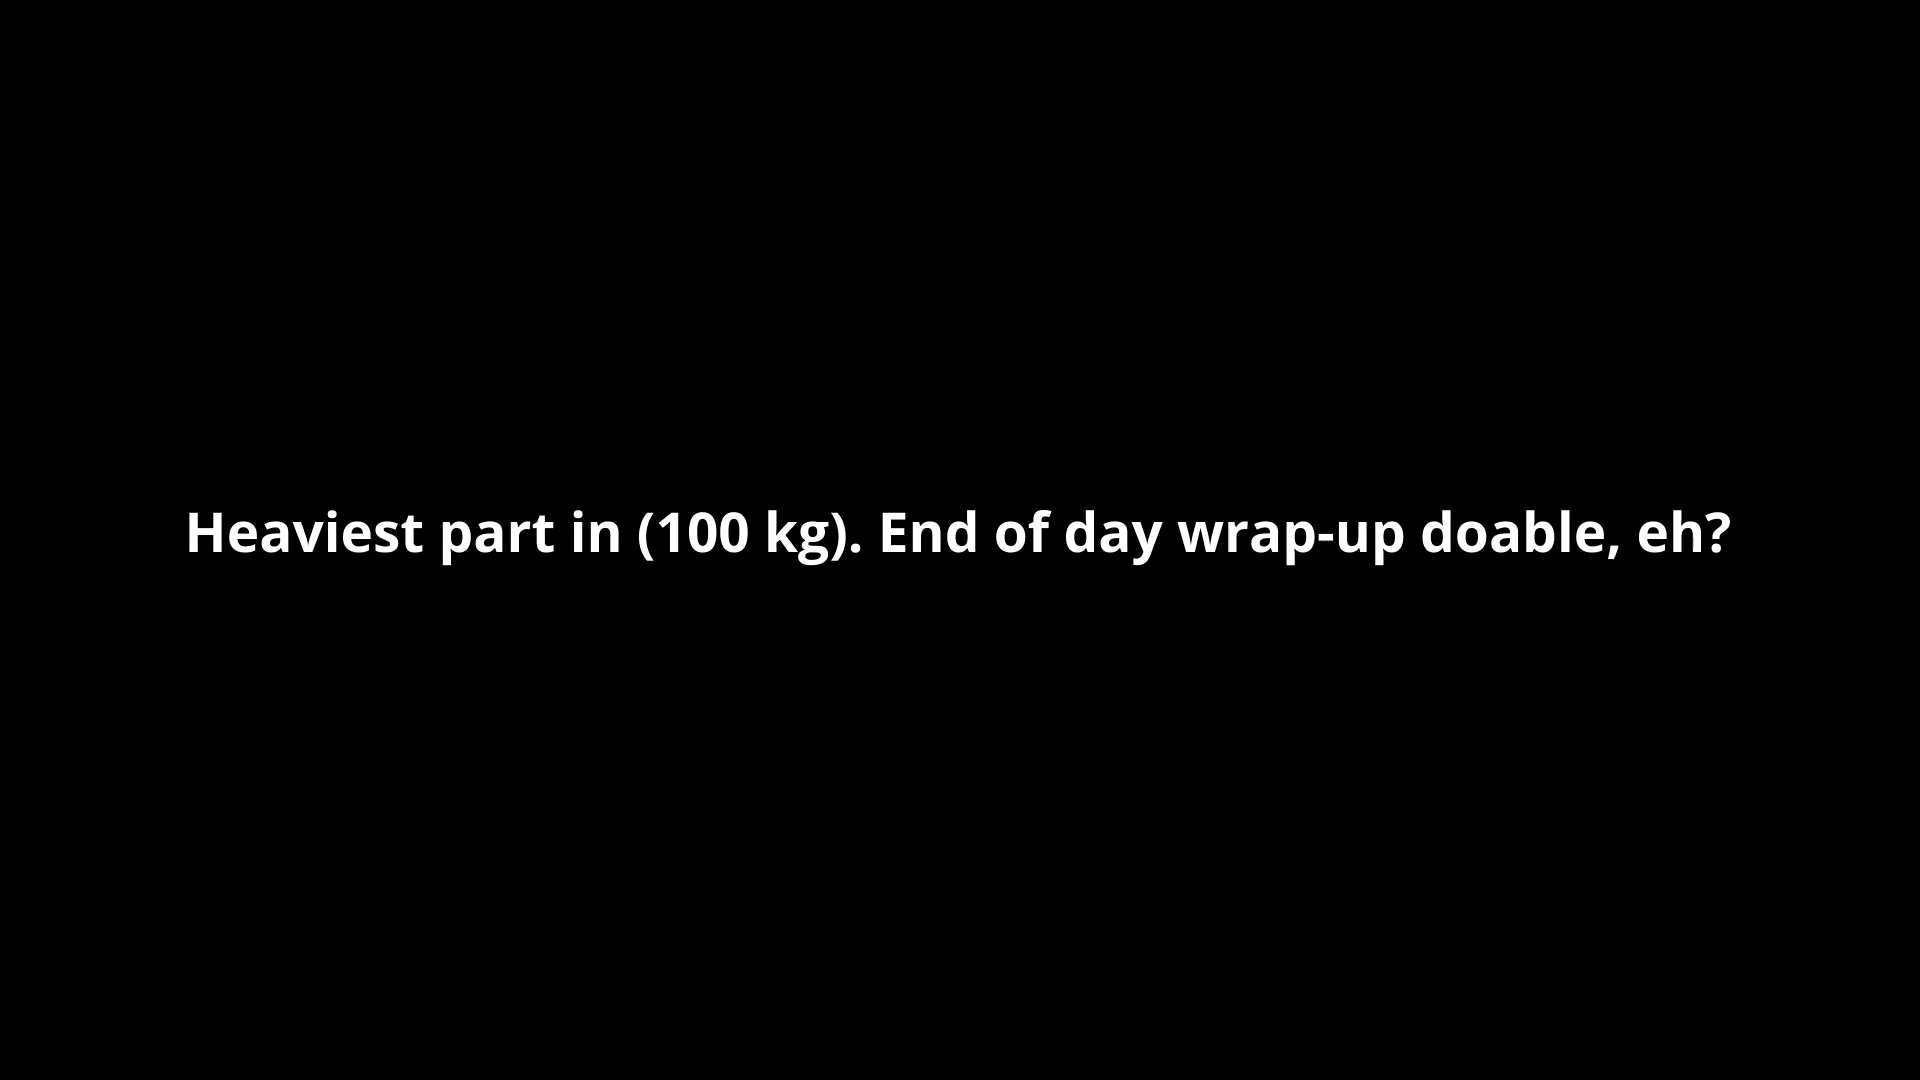 Heaviest part in (100 kg). End of day wrap-up doable, eh?